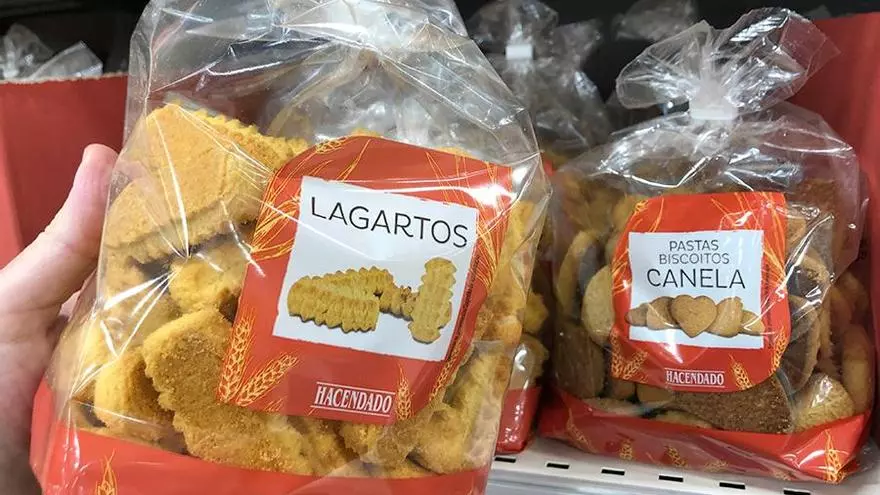 LAGARTOS
HACENDADO
PASTAS
BISCOITOS
CANELA
HACENDADO